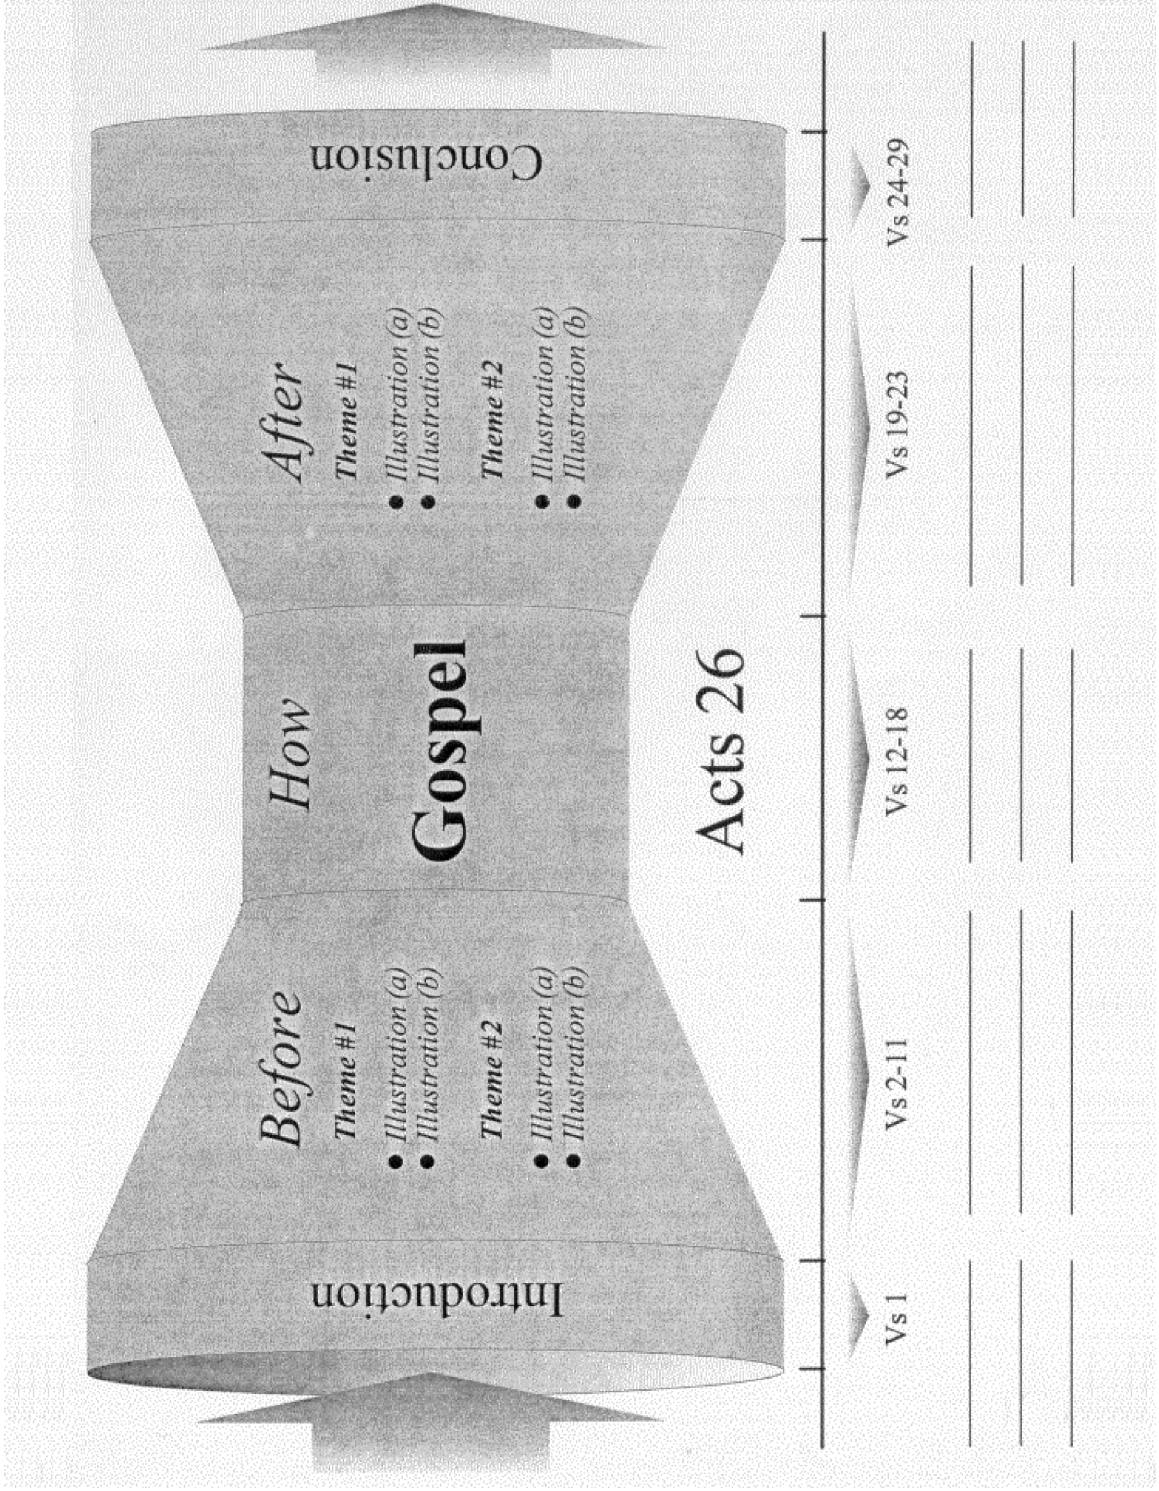 Introduction
Before
Theme #1
• Illustration (a)
• Illustration (b)
Theme #2
• Illustration (a)
• Illustration (b)
How
Gospel
After
Theme #1
• Illustration (a)
• Illustration (b)
Theme #2
• Illustration (a)
• Illustration (b)
Conclusion
Acts 26
Vs 1
Vs 2-11
Vs 12-18
Vs 19-23
Vs 24-29